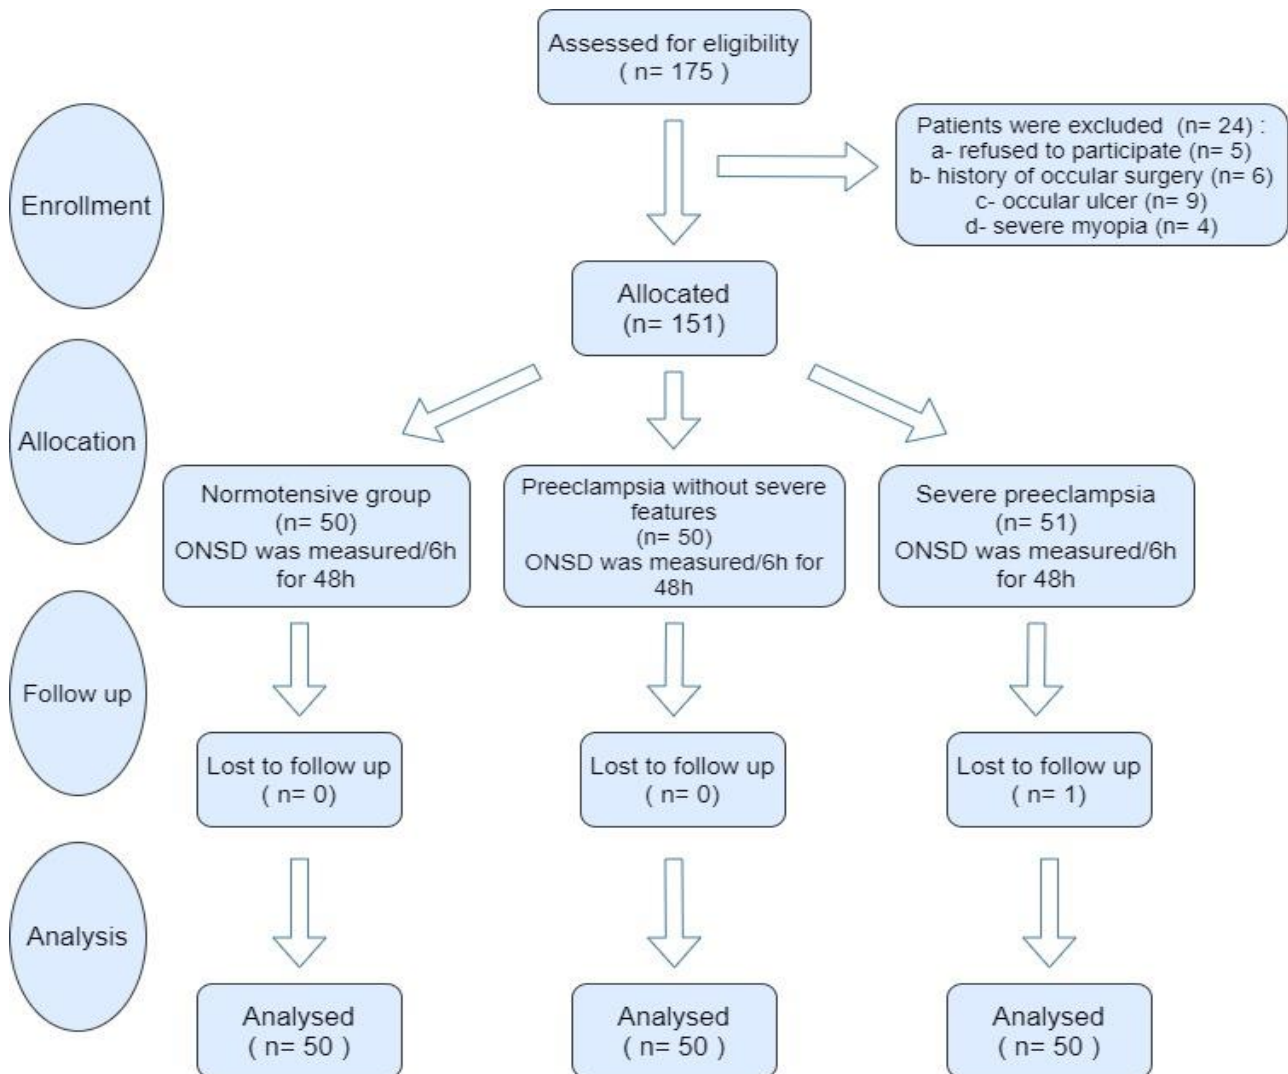 Assessed for eligibility
( n= 175 )
Patients were excluded (n= 24) :
a- refused to participate (n= 5)
b- history of occular surgery (n= 6)
c- occular ulcer (n= 9)
d- severe myopia (n= 4)
Enrollment
Allocated
(n= 151)
Allocation
Normotensive group
(n= 50)
ONSD was measured/6h
for 48h
Preeclampsia without severe
features
(n= 50)
ONSD was measured/6h for
48h
Severe preeclampsia
(n= 51)
ONSD was measured/6h
for 48h
Follow up
Lost to follow up
( n= 0)
Lost to follow up
( n= 0)
Lost to follow up
( n= 1)
Analysis
Analysed
( n= 50 )
Analysed
( n= 50 )
Analysed
( n= 50 )